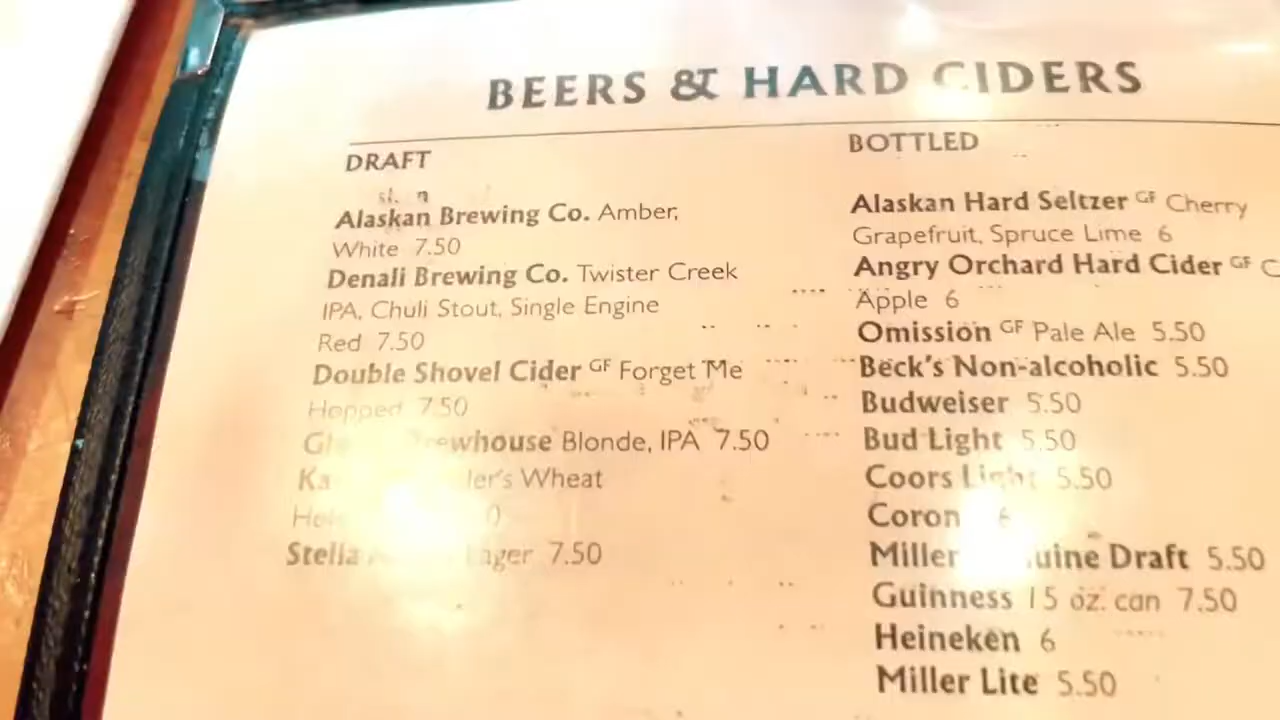 BEERS & HARD CIDERS
DRAFT
Alaskan Brewing Co. Amber,
White 7.50
Denali Brewing Co. Twister Creek
IPA, Chuli Stout, Single Engine
Red 7.50
Double Shovel Cider GF Forget Me
Hopped 7.50
Blonde, IPA 7.50
Wheat
Stella Lager 7.50
BOTTLED
Alaskan Hard Seltzer GF Cherry
Grapefruit, Spruce Lime 6
Angry Orchard Hard Cider GF
Apple 6
Omission GF Pale Ale 5.50
Beck's Non-alcoholic 5.50
Budweiser 5.50
Bud Light 5.50
Coors Light 5.50
6
Miller Draft 5.50
Guinness 15 oz. can 7.50
Heineken 6
Miller Lite 5.50